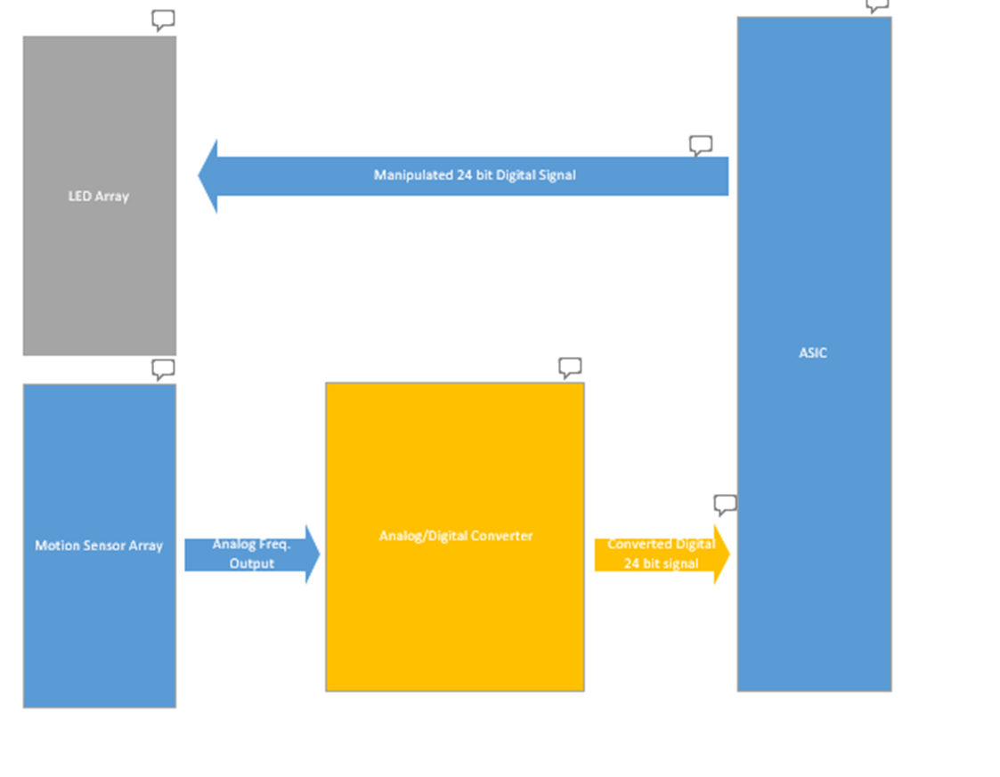 Manipulated 24 bit Digital Signal
LED Array
ASIC
Motion Sensor Array
Analog Freq.
Output
Analog/Digital Converter
Converted Digital
24 bit signal